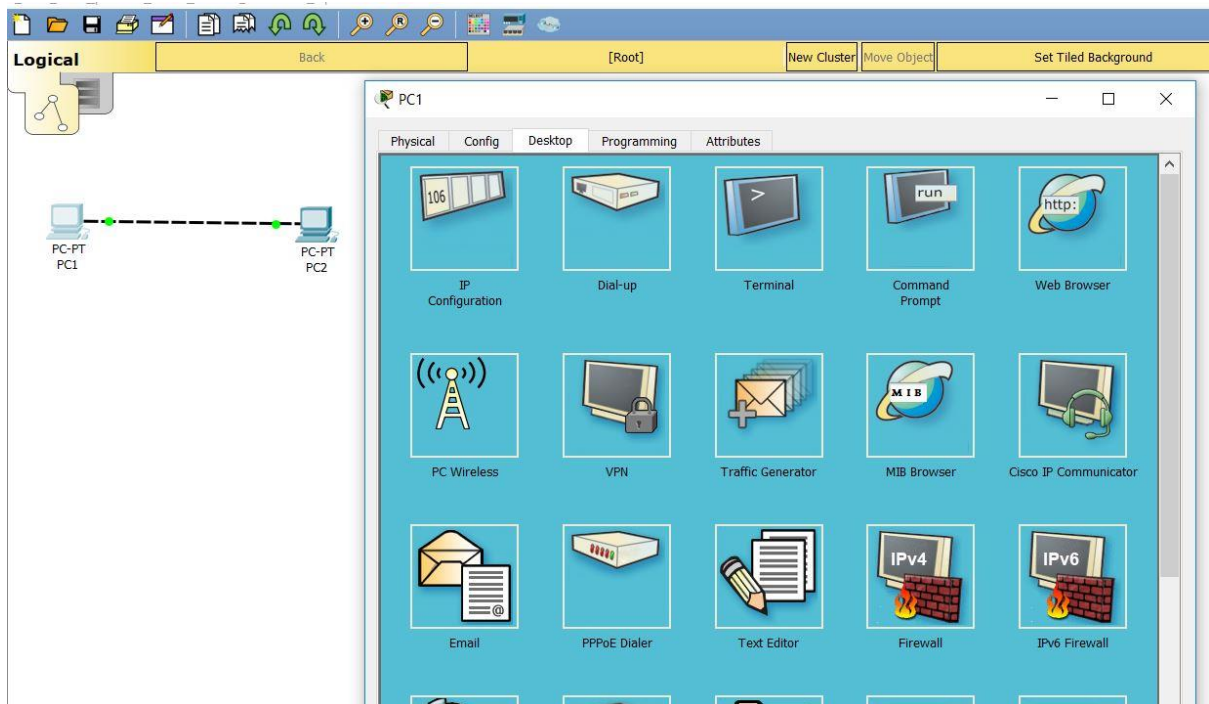 Logical
Back
[Root]
New Cluster
Move Object
Set Tiled Background
PC-PT
PC1
PC-PT
PC2
PC1
Physical
Config
Desktop
Programming
Attributes
106
>
run
http:
IP
Configuration
Dial-up
Terminal
Command
Prompt
Web Browser
MIB
PC Wireless
VPN
Traffic Generator
MIB Browser
Cisco IP Communicator
@
IPv4
IPv6
Email
PPPoE Dialer
Text Editor
Firewall
IPv6 Firewall